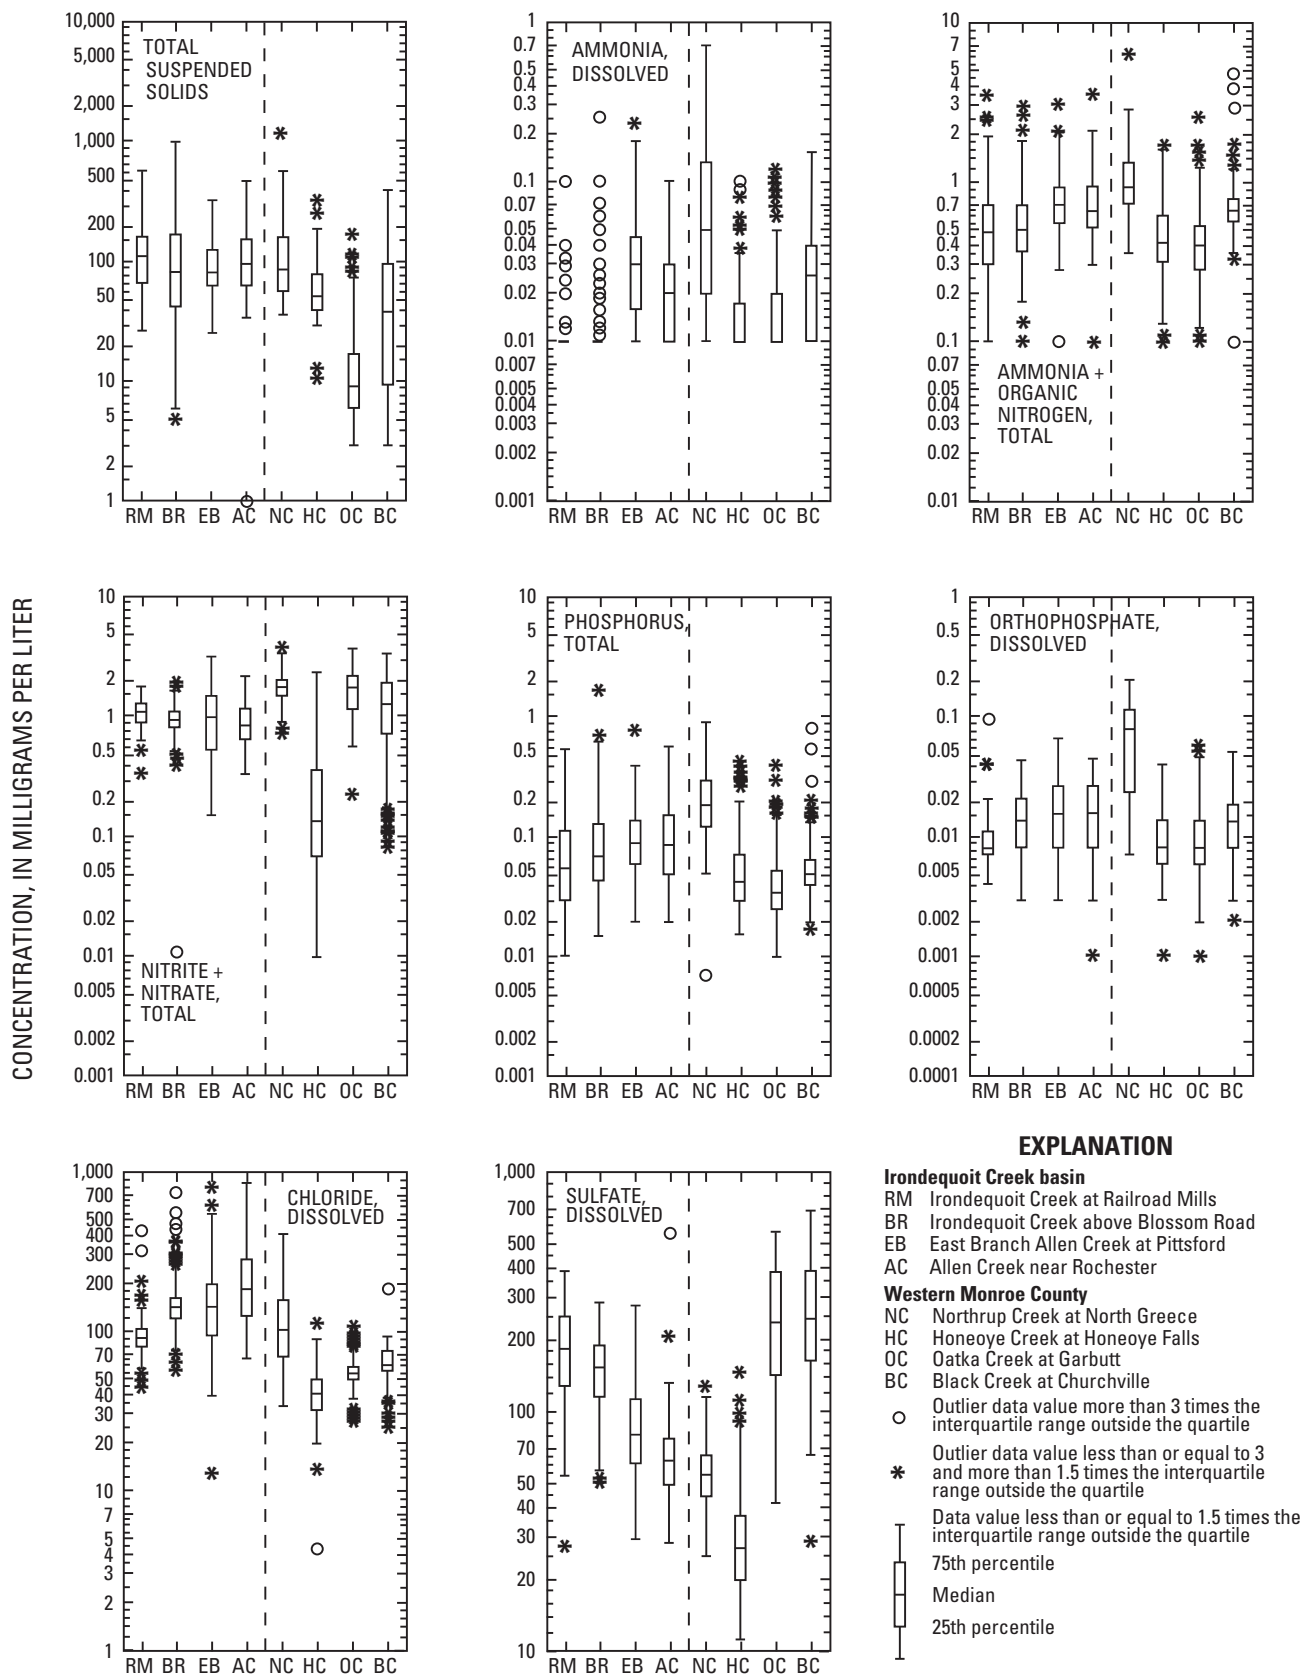 CONCENTRATION, IN MILLIGRAMS PER LITER
TOTAL
SUSPENDED
SOLIDS
10,000
5,000
2,000
1,000
500
200
100
50
20
10
5
2
1
RM BR EB AC NC HC OC BC
AMMONIA,
DISSOLVED
1
0.7
0.5
0.4
0.3
0.2
0.1
0.07
0.05
0.04
0.03
0.02
0.01
0.007
0.005
0.004
0.003
0.002
0.001
RM BR EB AC NC HC OC BC
10
7
5
4
3
2
1
0.7
0.5
0.4
0.3
0.2
0.1
0.07
0.05
0.04
0.03
0.02
0.01
AMMONIA +
ORGANIC
NITROGEN,
TOTAL
RM BR EB AC NC HC OC BC
10
5
2
1
0.5
0.2
0.1
0.05
0.02
0.01
0.005
0.002
0.001
NITRITE +
NITRATE,
TOTAL
RM BR EB AC NC HC OC BC
PHOSPHORUS,
TOTAL
10
5
2
1
0.5
0.2
0.1
0.05
0.02
0.01
0.005
0.002
0.001
RM BR EB AC NC HC OC BC
ORTHOPHOSPHATE,
DISSOLVED
1
0.5
0.2
0.1
0.05
0.02
0.01
0.005
0.002
0.001
0.0005
0.0002
0.0001
RM BR EB AC NC HC OC BC
CHLORIDE,
DISSOLVED
1,000
700
500
400
300
200
100
70
50
40
30
20
10
7
5
4
3
2
1
RM BR EB AC NC HC OC BC
SULFATE,
DISSOLVED
1,000
700
500
400
300
200
100
70
50
40
30
20
10
RM BR EB AC NC HC OC BC
EXPLANATION
Irondequoit Creek basin
RM Irondequoit Creek at Railroad Mills
BR Irondequoit Creek above Blossom Road
EB East Branch Allen Creek at Pittsford
AC Allen Creek near Rochester
Western Monroe County
NC Northrup Creek at North Greece
HC Honeoye Creek at Honeoye Falls
OC Oatka Creek at Garbutt
BC Black Creek at Churchville
Outlier data value more than 3 times the
interquartile range outside the quartile
Outlier data value less than or equal to 3
and more than 1.5 times the interquartile
range outside the quartile
Data value less than or equal to 1.5 times the
interquartile range outside the quartile
75th percentile
Median
25th percentile